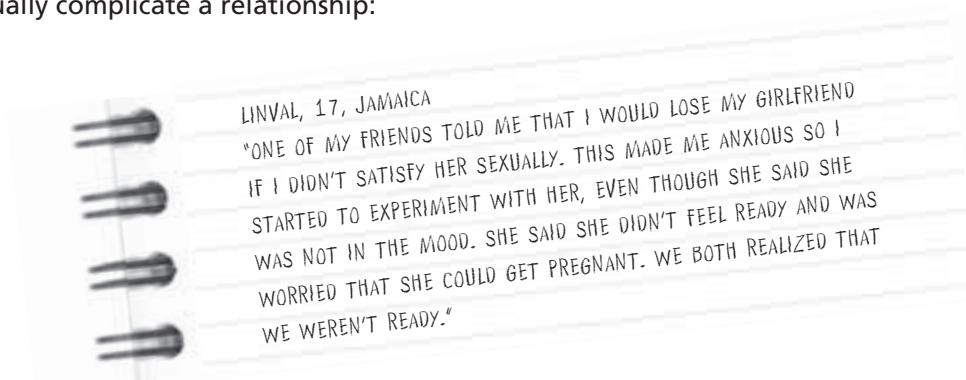 ually complicate a relationship:
LINVAL, 17, JAMAICA
"ONE OF MY FRIENDS TOLD ME THAT I WOULD LOSE MY GIRLFRIEND
IF I DIDN'T SATISFY HER SEXUALLY. THIS MADE ME ANXIOUS SO I
STARTED TO EXPERIMENT WITH HER, EVEN THOUGH SHE SAID SHE
WAS NOT IN THE MOOD. SHE SAID SHE DIDN'T FEEL READY AND WAS
WORRIED THAT SHE COULD GET PREGNANT. WE BOTH REALIZED THAT
WE WEREN'T READY."